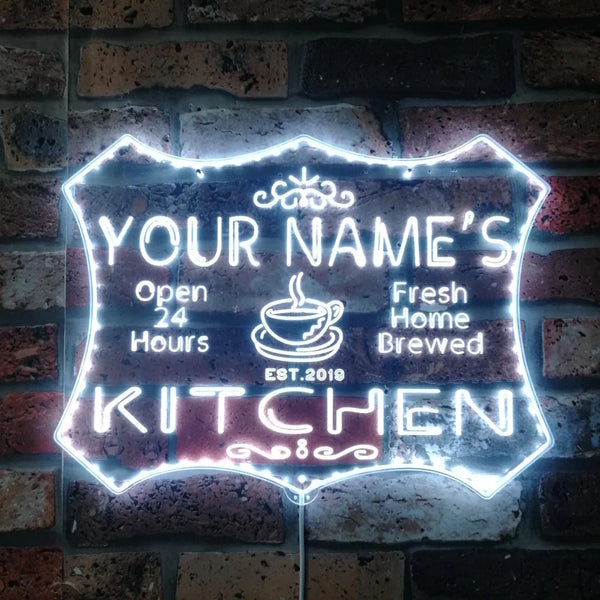 YOUR NAME'S
Open
24
Hours
Fresh
Home
Brewed
EST.2019
KITCHEN